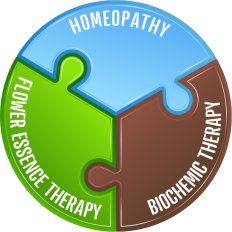 HOMEOPATHY
FLOWER ESSENCE THERAPY
BIOCHEMIC THERAPY